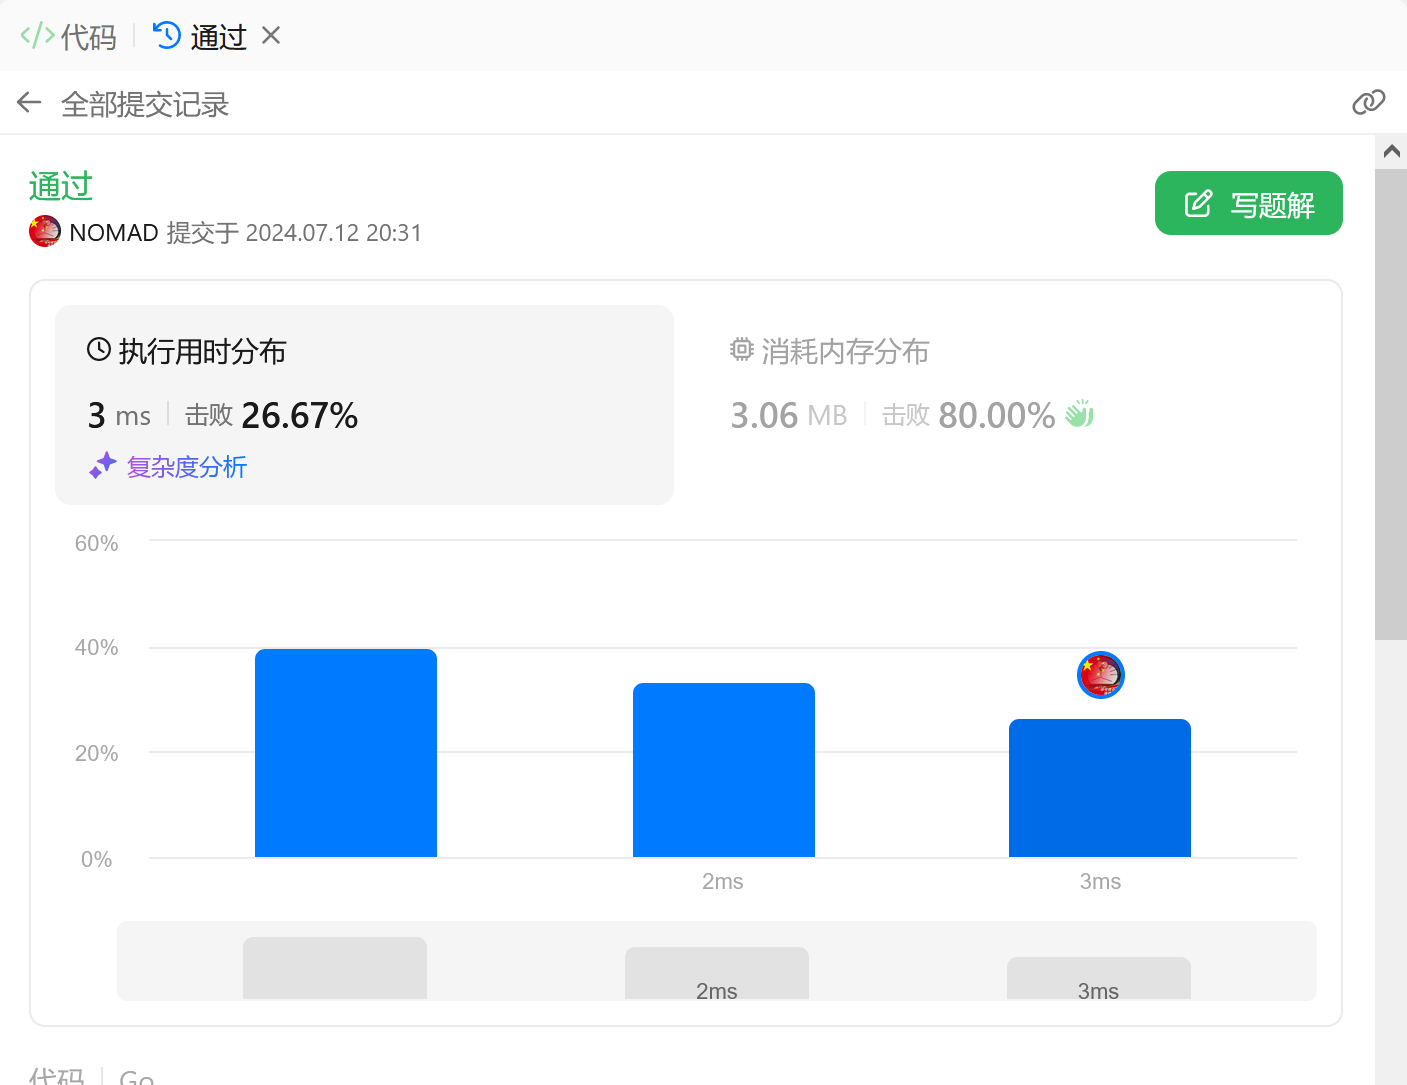 代码 通过
全部提交记录
通过
写题解
NOMAD 提交于 2024.07.12 20:31
执行用时分布
3 ms 击败 26.67%
复杂度分析
消耗内存分布
3.06 MB 击败 80.00%
60%
40%
20%
0%
2ms 3ms
2ms 3ms
代码 Go